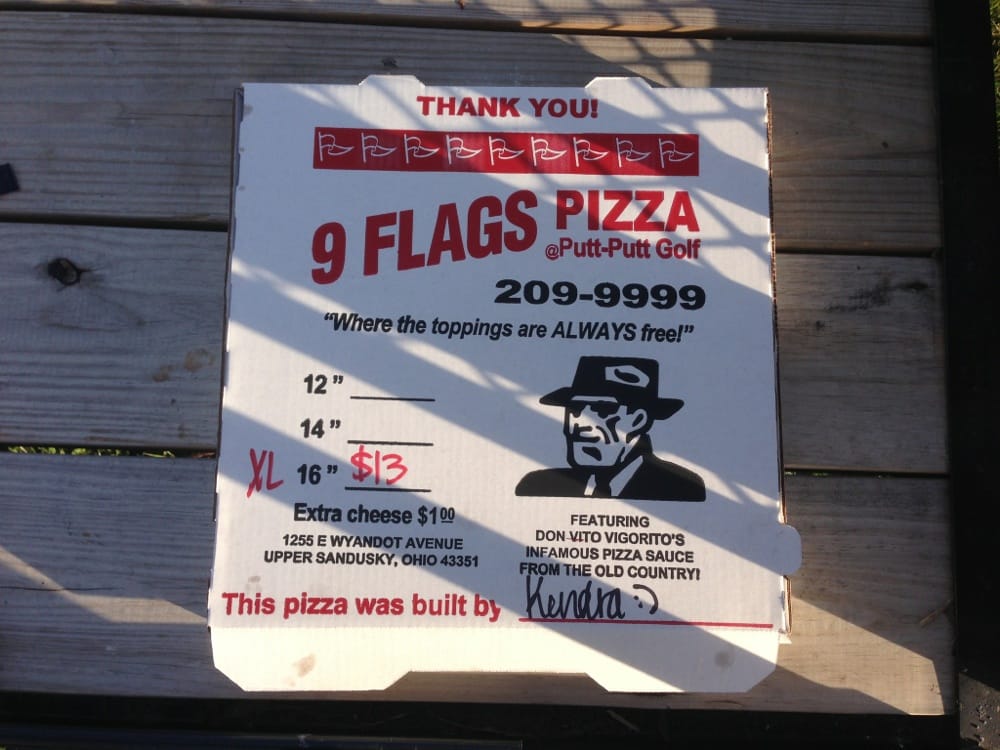 THANK YOU!
9 FLAGS PIZZA
@Putt-Putt Golf
209-9999
"Where the toppings are ALWAYS free!"
12"
14"
XL 16" $13
Extra cheese $1.00
1255 E WYANDOT AVENUE
UPPER SANDUSKY, OHIO 43351
FEATURING
DON VITO VIGORITO'S
INFAMOUS PIZZA SAUCE
FROM THE OLD COUNTRY!
This pizza was built by Kendra :)